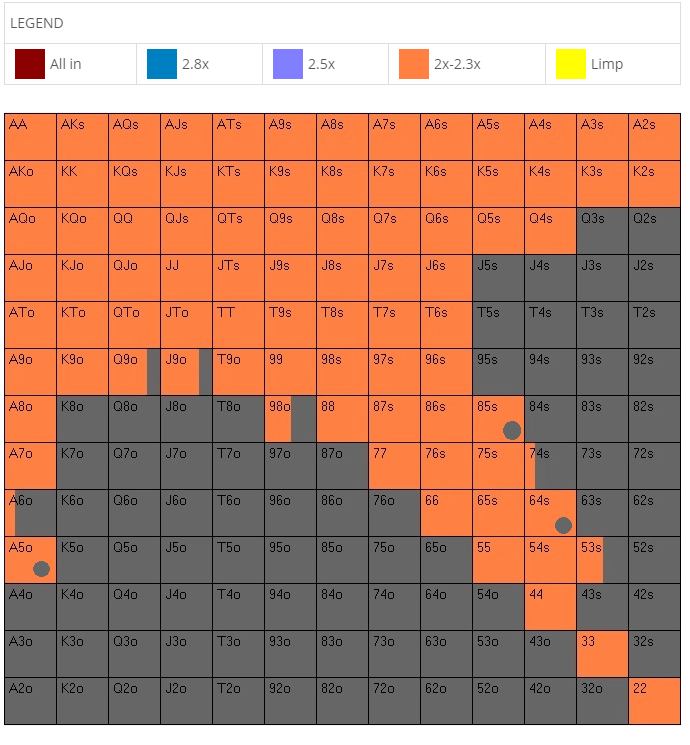 LEGEND
All in 2.8x 2.5x 2x-2.3x Limp
AA AKs AQs AJs ATs A9s A8s A7s A6s A5s A4s A3s A2s
AKo KK KQs KJs KTs K9s K8s K7s K6s K5s K4s K3s K2s
AQo KQo QQ QJs QTs Q9s Q8s Q7s Q6s Q5s Q4s Q3s Q2s
AJo KJo QJo JJ JTs J9s J8s J7s J6s J5s J4s J3s J2s
ATo KTo QTo JTo TT T9s T8s T7s T6s T5s T4s T3s T2s
A9o K9o Q9o J9o T9o 99 98s 97s 96s 95s 94s 93s 92s
A8o K8o Q8o J8o T8o 98o 88 87s 86s 85s 84s 83s 82s
A7o K7o Q7o J7o T7o 97o 87o 77 76s 75s 74s 73s 72s
A6o K6o Q6o J6o T6o 96o 86o 76o 66 65s 64s 63s 62s
A5o K5o Q5o J5o T5o 95o 85o 75o 65o 55 54s 53s 52s
A4o K4o Q4o J4o T4o 94o 84o 74o 64o 54o 44 43s 42s
A3o K3o Q3o J3o T3o 93o 83o 73o 63o 53o 43o 33 32s
A2o K2o Q2o J2o T2o 92o 82o 72o 62o 52o 42o 32o 22